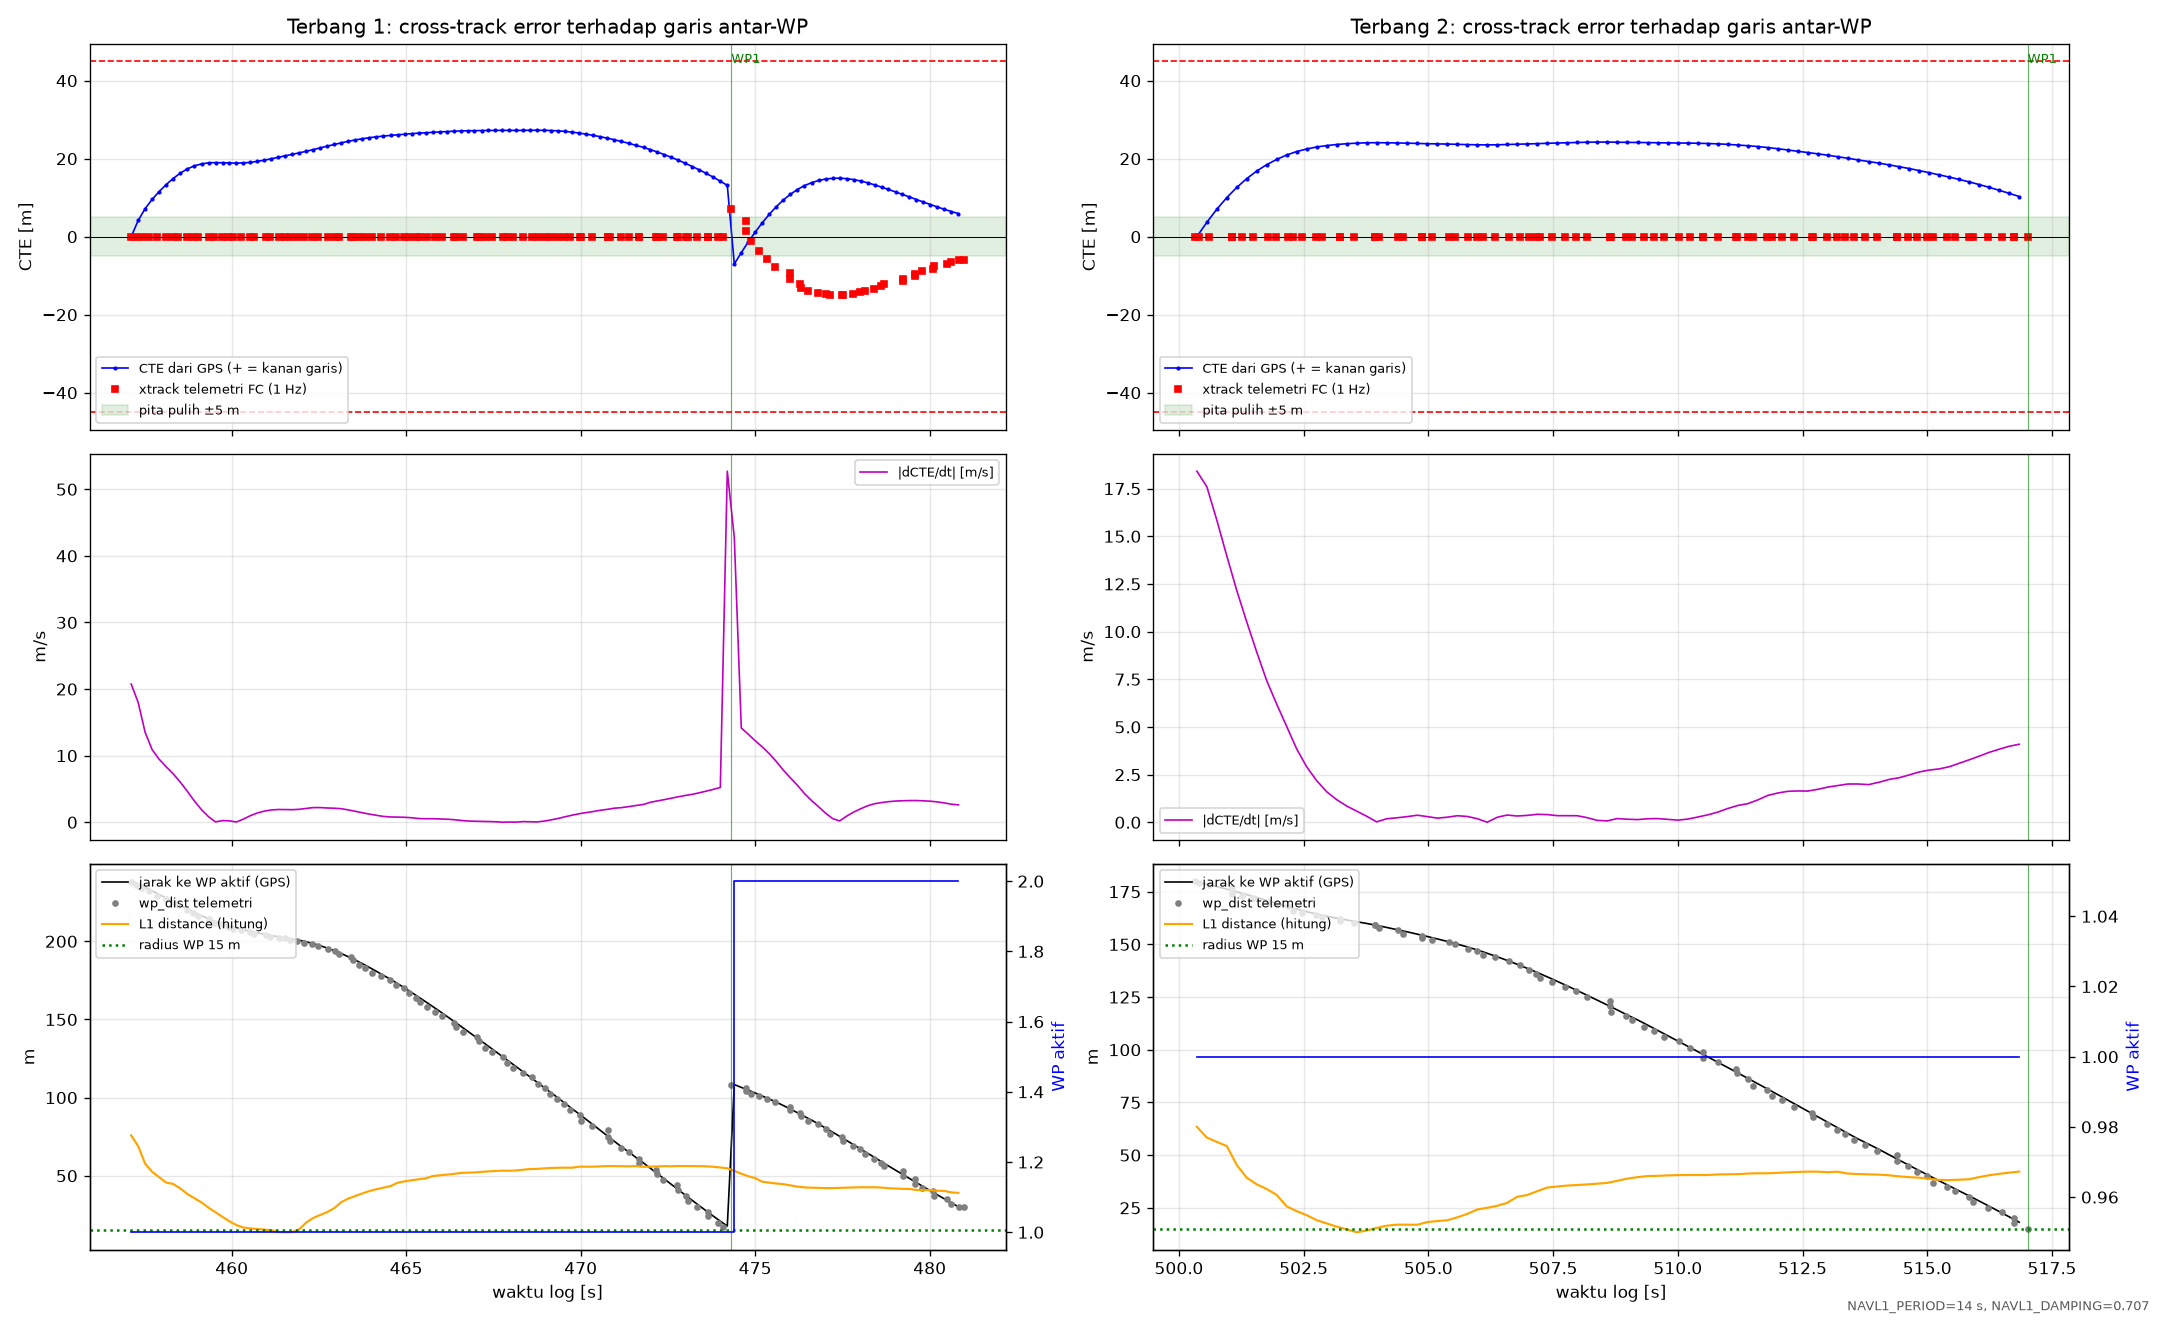 Terbang 1: cross-track error terhadap garis antar-WP
CTE [m]
40
20
0
−20
−40
WP1
CTE dari GPS (+ = kanan garis)
xtrack telemetri FC (1 Hz)
pita pulih ±5 m
Terbang 2: cross-track error terhadap garis antar-WP
CTE [m]
40
20
0
−20
−40
WP1
CTE dari GPS (+ = kanan garis)
xtrack telemetri FC (1 Hz)
pita pulih ±5 m
m/s
50
40
30
20
10
0
|dCTE/dt| [m/s]
m/s
17.5
15.0
12.5
10.0
7.5
5.0
2.5
0.0
|dCTE/dt| [m/s]
m
200
150
100
50
jarak ke WP aktif (GPS)
wp_dist telemetri
L1 distance (hitung)
radius WP 15 m
2.0
1.8
1.6
1.4
1.2
1.0
WP aktif
460
465
470
475
480
waktu log [s]
m
175
150
125
100
75
50
25
jarak ke WP aktif (GPS)
wp_dist telemetri
L1 distance (hitung)
radius WP 15 m
1.04
1.02
1.00
0.98
0.96
WP aktif
500.0
502.5
505.0
507.5
510.0
512.5
515.0
517.5
waktu log [s]
NAVL1_PERIOD=14 s, NAVL1_DAMPING=0.707